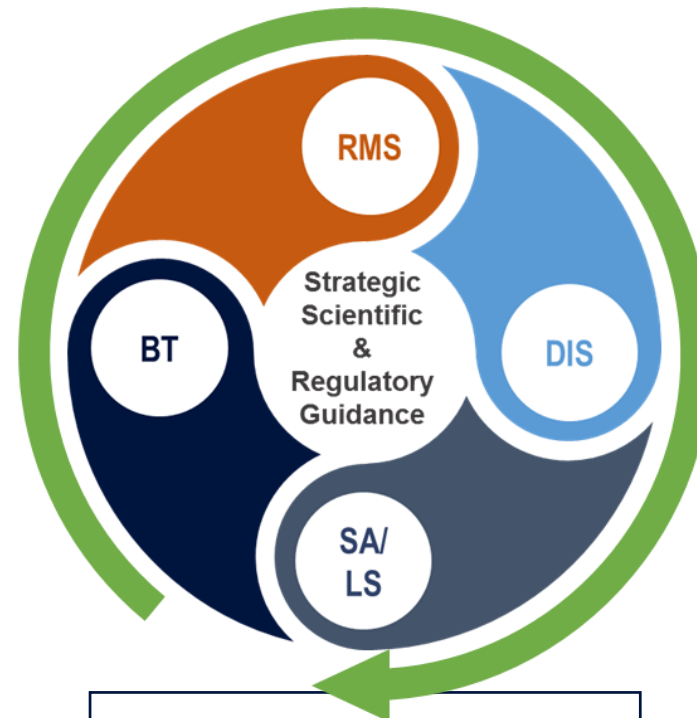 RMS
Strategic
Scientific
&
Regulatory
Guidance
BT
DIS
SA/
LS